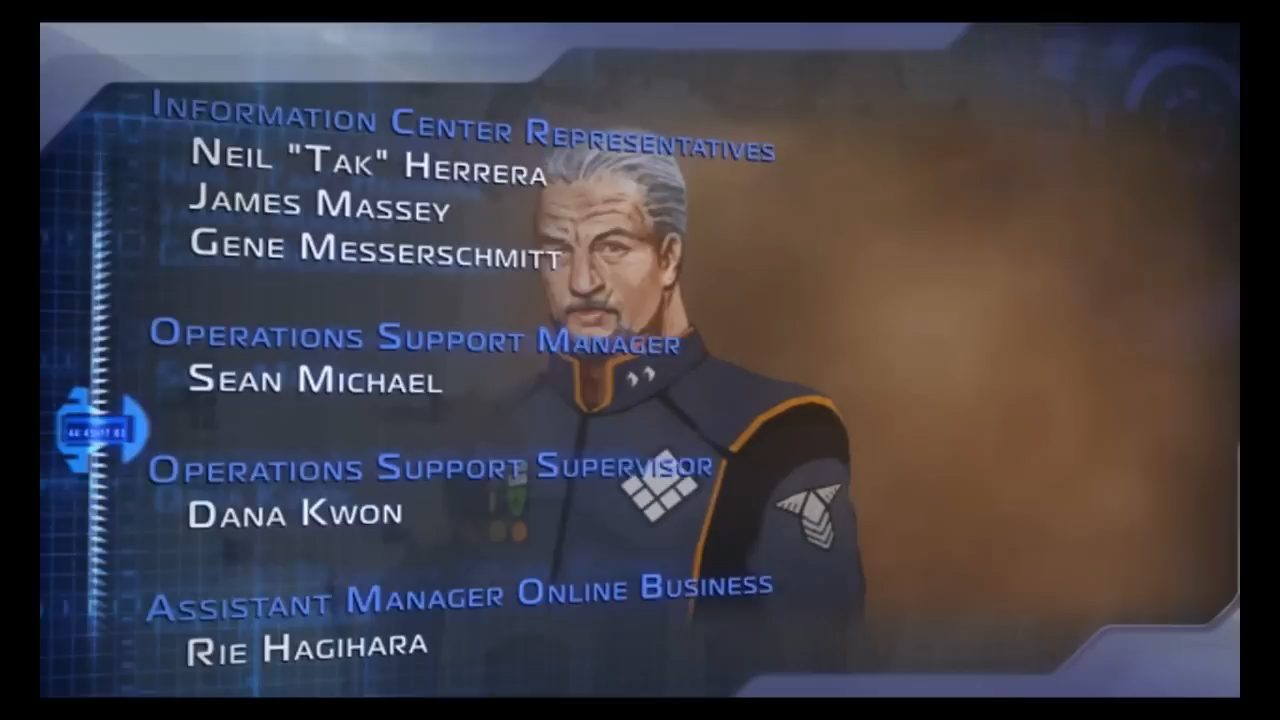 Information Center Representatives
Neil "Tak" Herrera
James Massey
Gene Messerschmitt
Operations Support Manager
Sean Michael
Operations Support Supervisor
Dana Kwon
Assistant Manager Online Business
Rie Hagihara